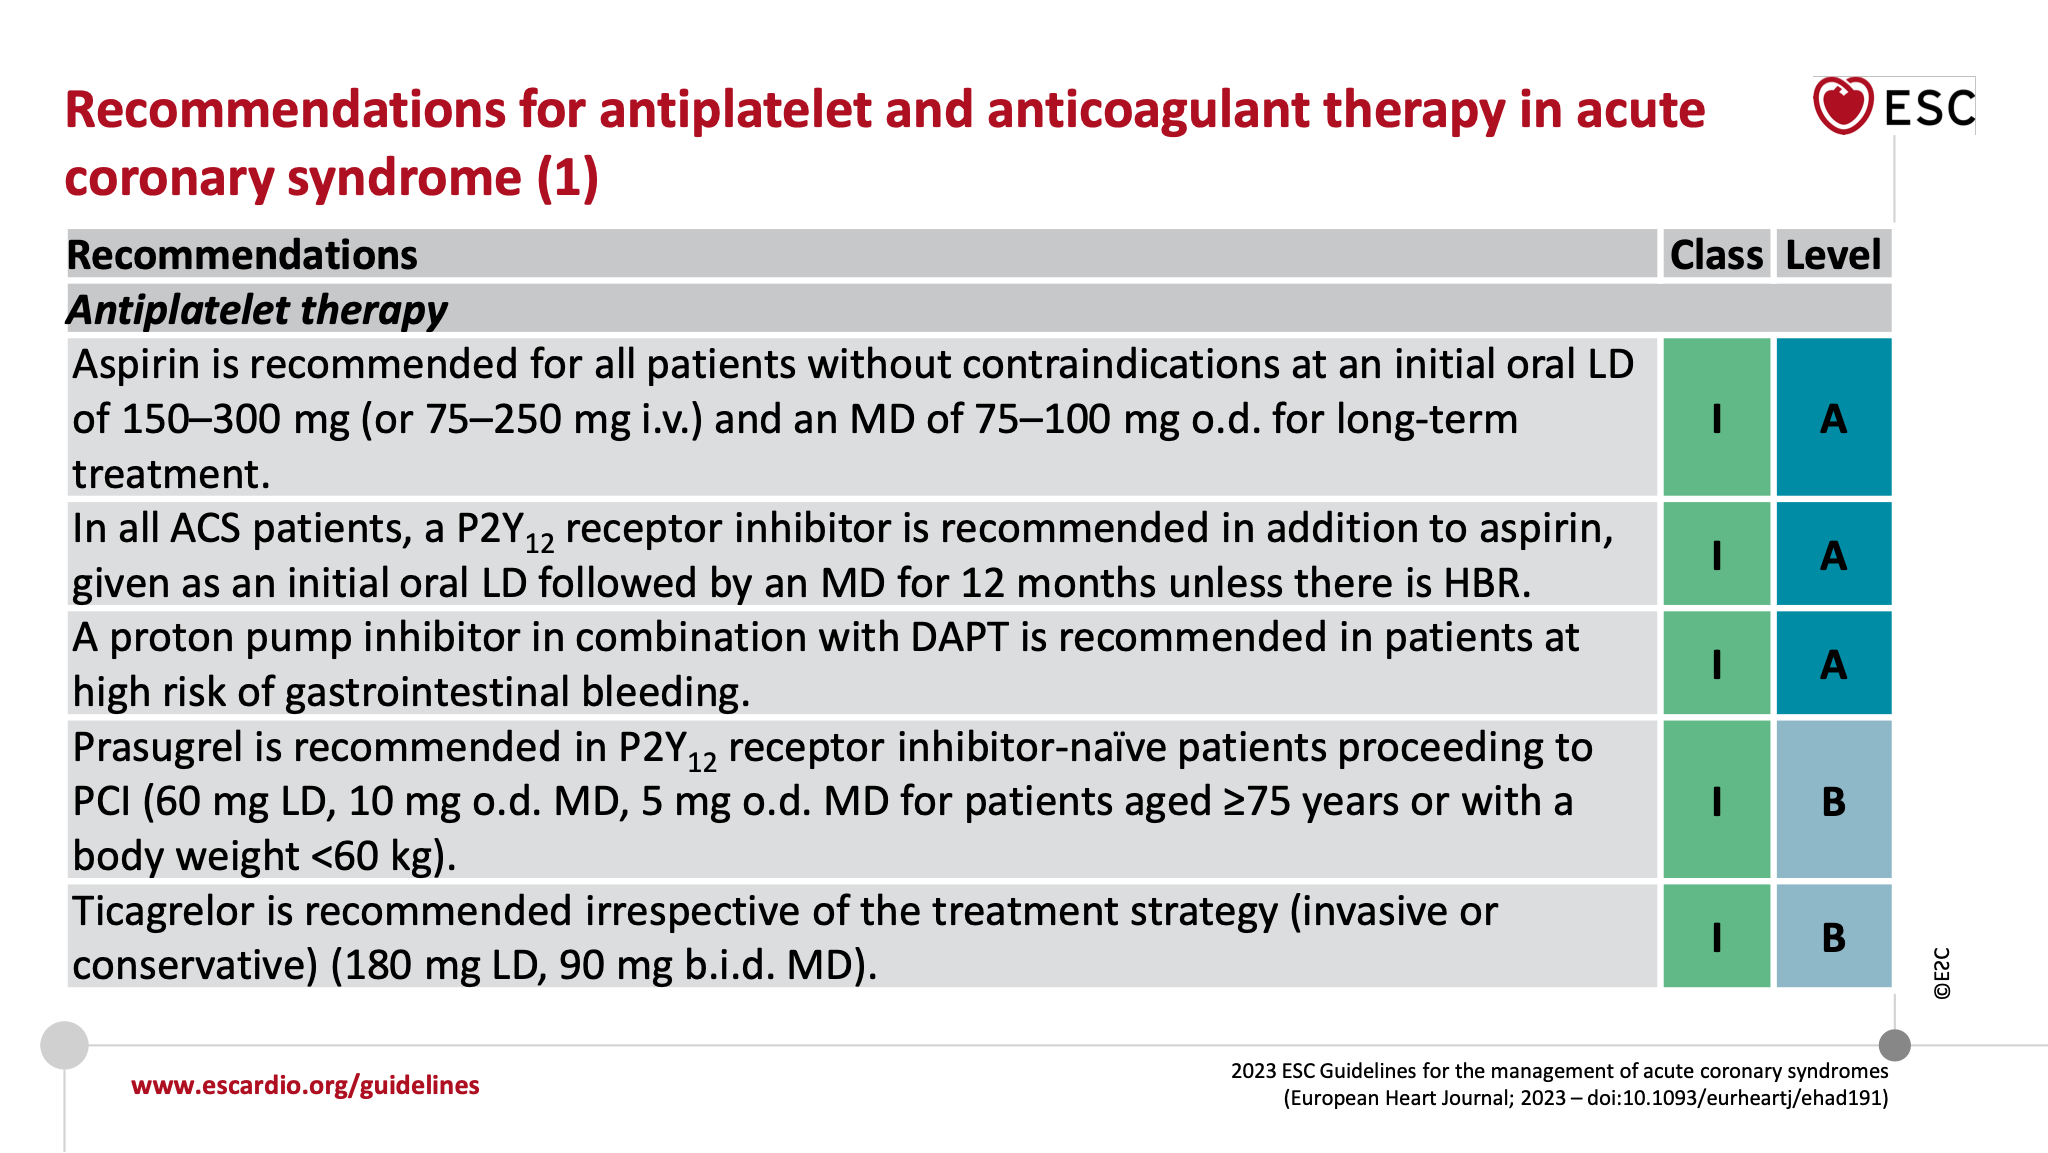 Recommendations for antiplatelet and anticoagulant therapy in acute
coronary syndrome (1)
ESC
Recommendations Class Level
Antiplatelet therapy
Aspirin is recommended for all patients without contraindications at an initial oral LD
of 150–300 mg (or 75–250 mg i.v.) and an MD of 75–100 mg o.d. for long-term
treatment.
I A
In all ACS patients, a P2Y12 receptor inhibitor is recommended in addition to aspirin,
given as an initial oral LD followed by an MD for 12 months unless there is HBR.
I A
A proton pump inhibitor in combination with DAPT is recommended in patients at
high risk of gastrointestinal bleeding.
I A
Prasugrel is recommended in P2Y12 receptor inhibitor-naïve patients proceeding to
PCI (60 mg LD, 10 mg o.d. MD, 5 mg o.d. MD for patients aged ≥75 years or with a
body weight <60 kg).
I B
Ticagrelor is recommended irrespective of the treatment strategy (invasive or
conservative) (180 mg LD, 90 mg b.i.d. MD).
I B
©ESC
www.escardio.org/guidelines
2023 ESC Guidelines for the management of acute coronary syndromes
(European Heart Journal; 2023 – doi:10.1093/eurheartj/ehad191)